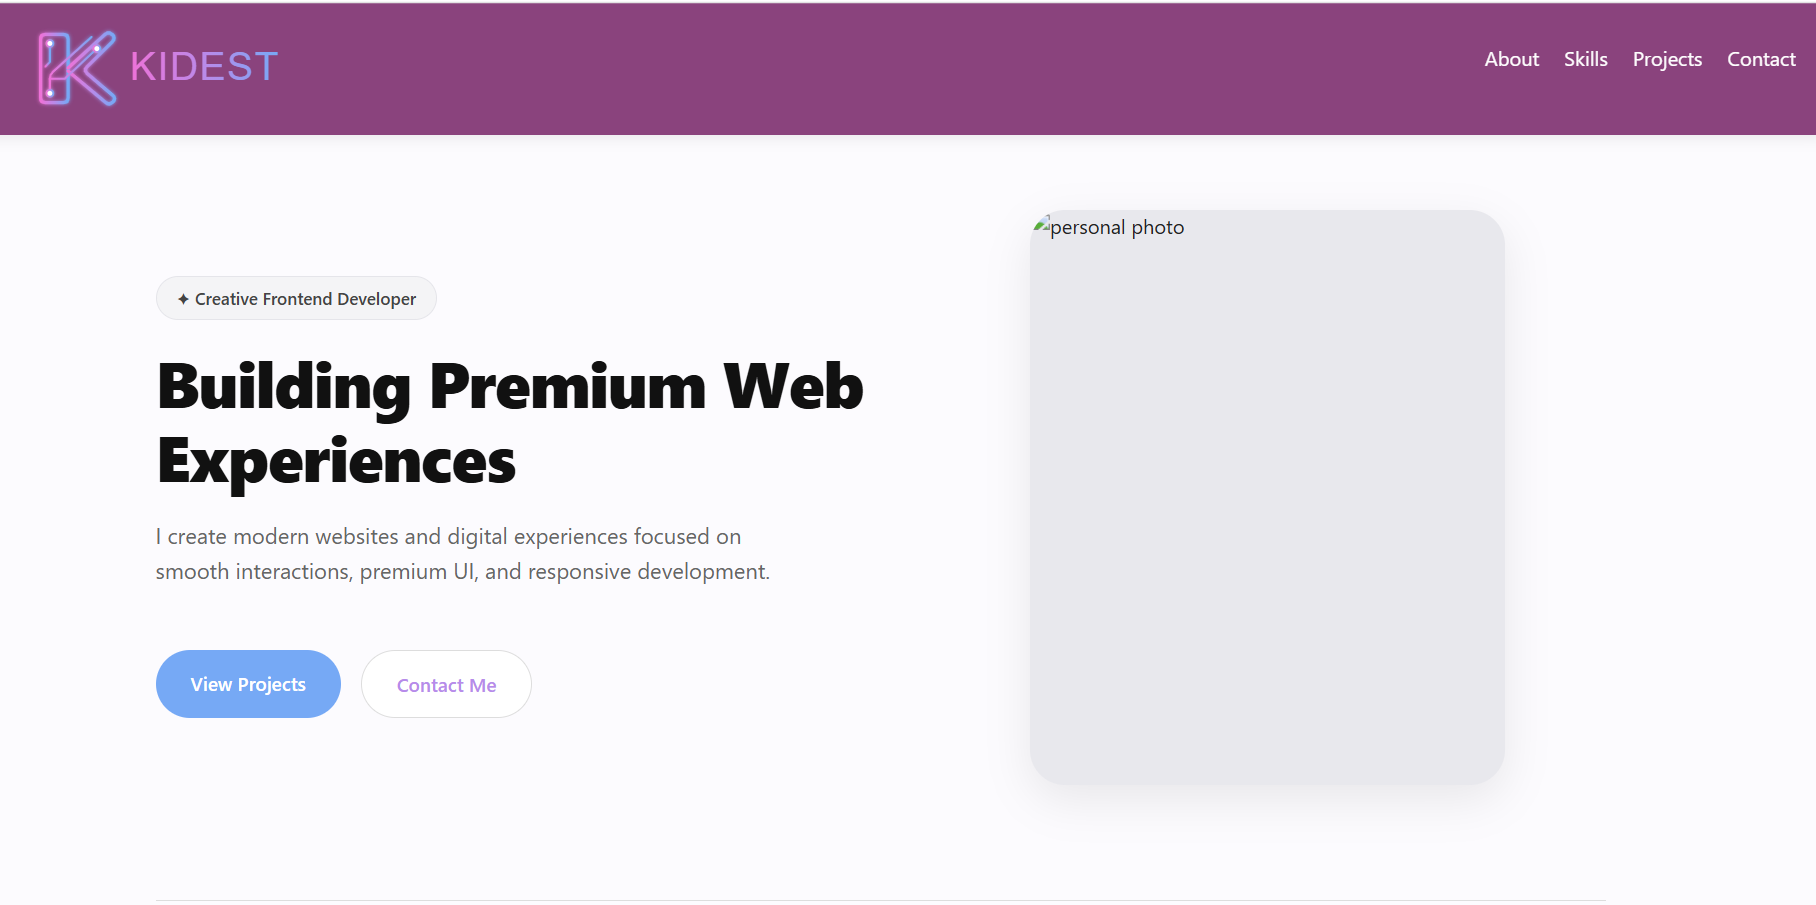 KIDEST
About Skills Projects Contact
personal photo
✦ Creative Frontend Developer
Building Premium Web
Experiences
I create modern websites and digital experiences focused on
smooth interactions, premium UI, and responsive development.
View Projects
Contact Me